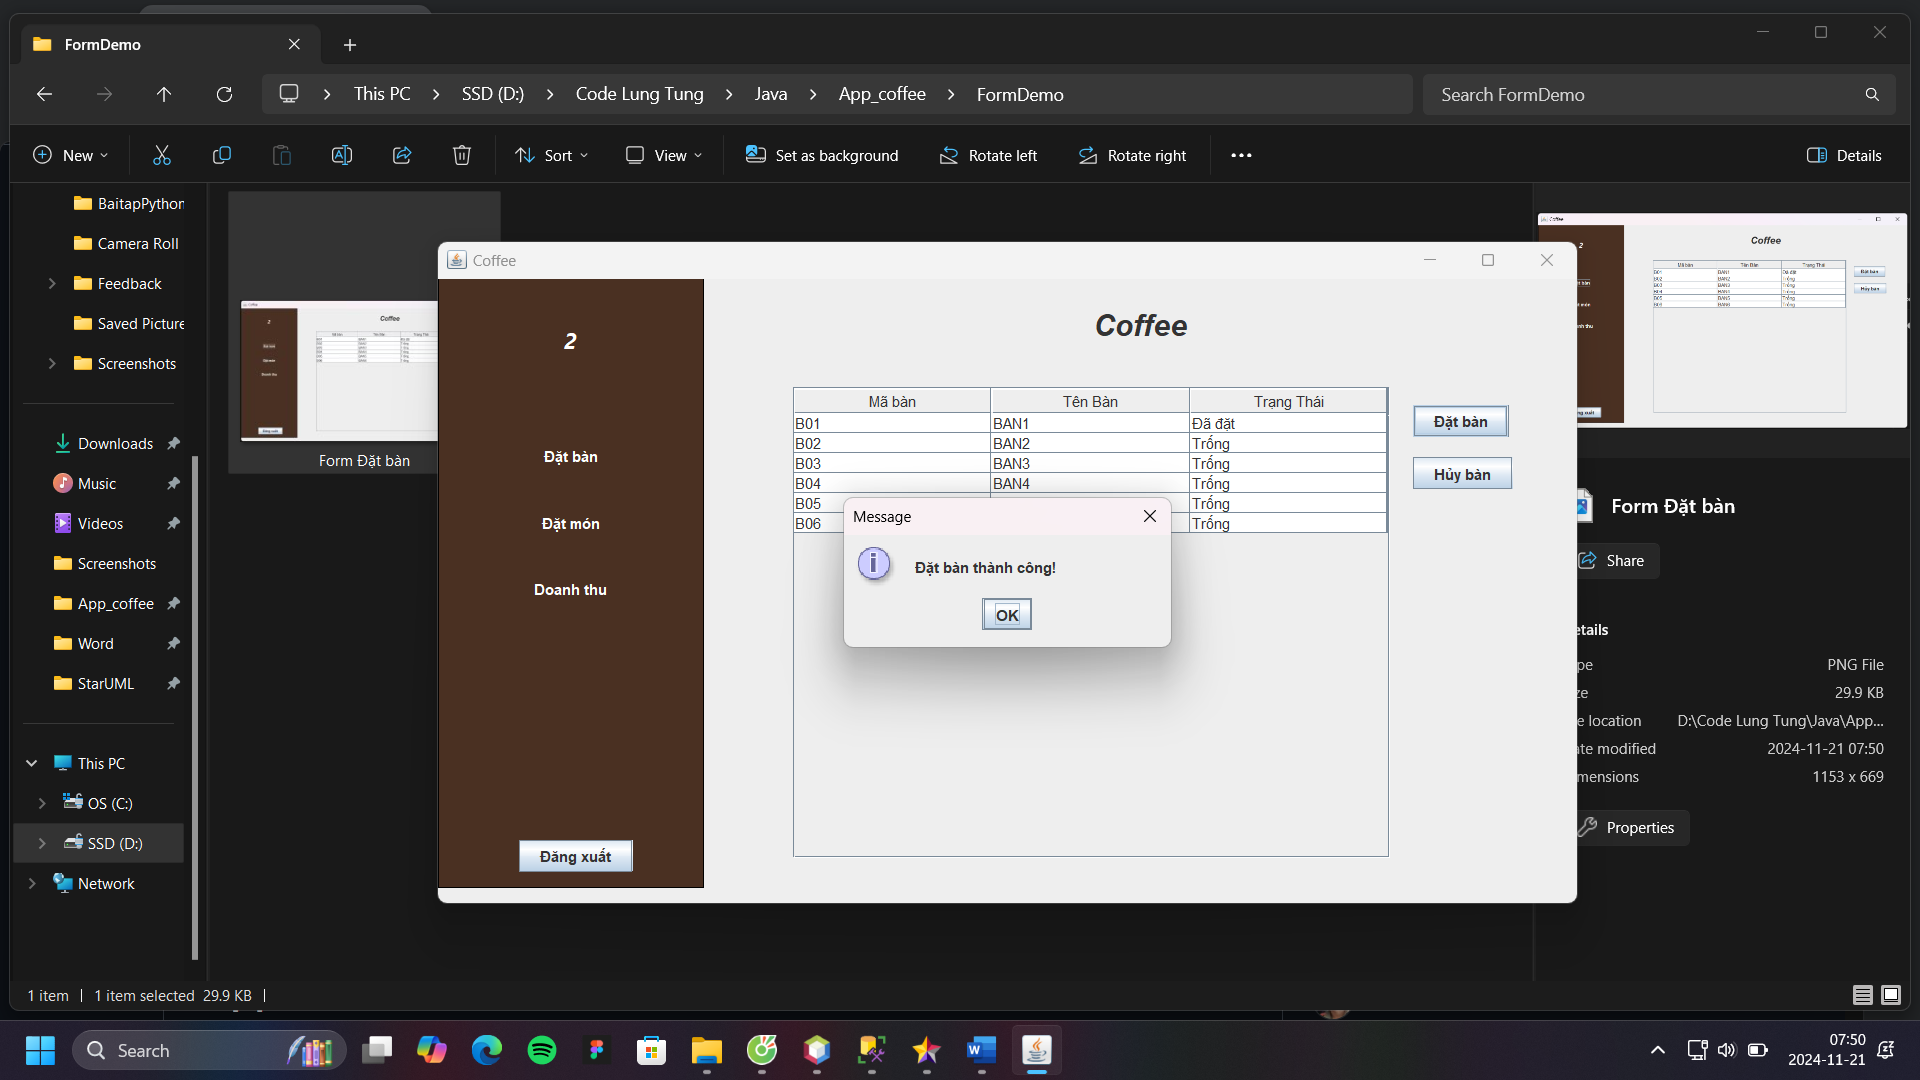 FormDemo
This PC
SSD (D:)
Code Lung Tung
Java
App_coffee
FormDemo
Search FormDemo
New
Sort
View
Set as background
Rotate left
Rotate right
Details
BaitapPython
Camera Roll
Feedback
Saved Picture
Screenshots
Downloads
Music
Videos
Screenshots
App_coffee
Word
StarUML
This PC
OS (C:)
SSD (D:)
Network
Form Đặt bàn
Coffee
2
Đặt bàn
Đặt món
Doanh thu
Đăng xuất
Coffee
Mã bàn Tên Bàn Trạng Thái
B01 BAN1 Đã đặt
B02 BAN2 Trống
B03 BAN3 Trống
B04 BAN4 Trống
B05 Trống
B06 Trống
Đặt bàn
Hủy bàn
Message
Đặt bàn thành công!
OK
Coffee
Form Đặt bàn
Share
etails
pe PNG File
ze 29.9 KB
e location D:\Code Lung Tung\Java\App...
ate modified 2024-11-21 07:50
mensions 1153 x 669
Properties
1 item 1 item selected 29.9 KB
Search
07:50
2024-11-21